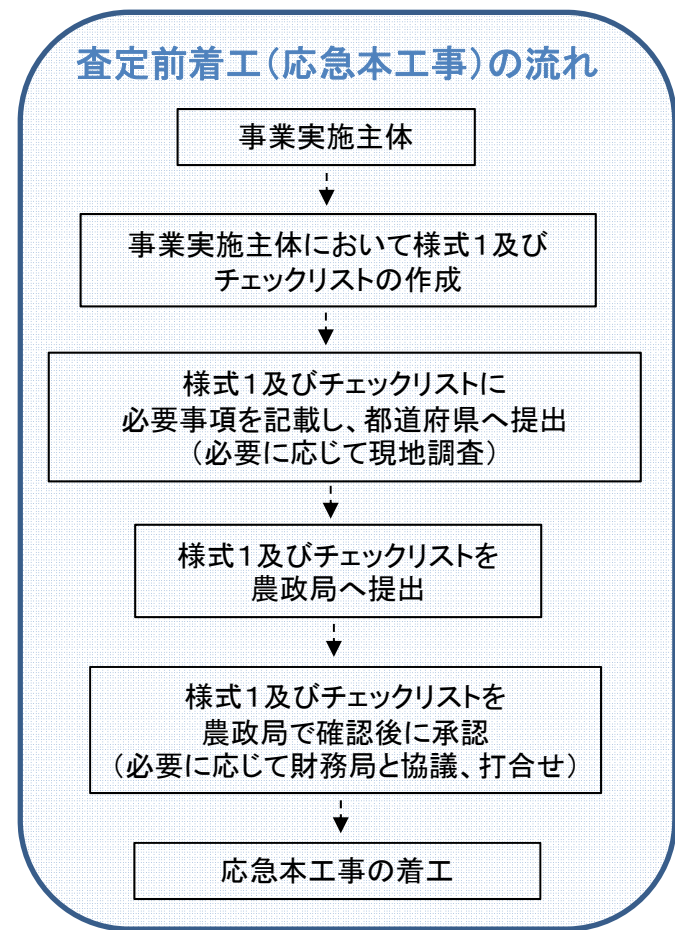 査定前着工(応急本工事)の流れ
事業実施主体
事業実施主体において様式1及び
チェックリストの作成
様式1及びチェックリストに
必要事項を記載し、都道府県へ提出
(必要に応じて現地調査)
様式1及びチェックリストを
農政局へ提出
様式1及びチェックリストを
農政局で確認後に承認
(必要に応じて財務局と協議、打合せ)
応急本工事の着工